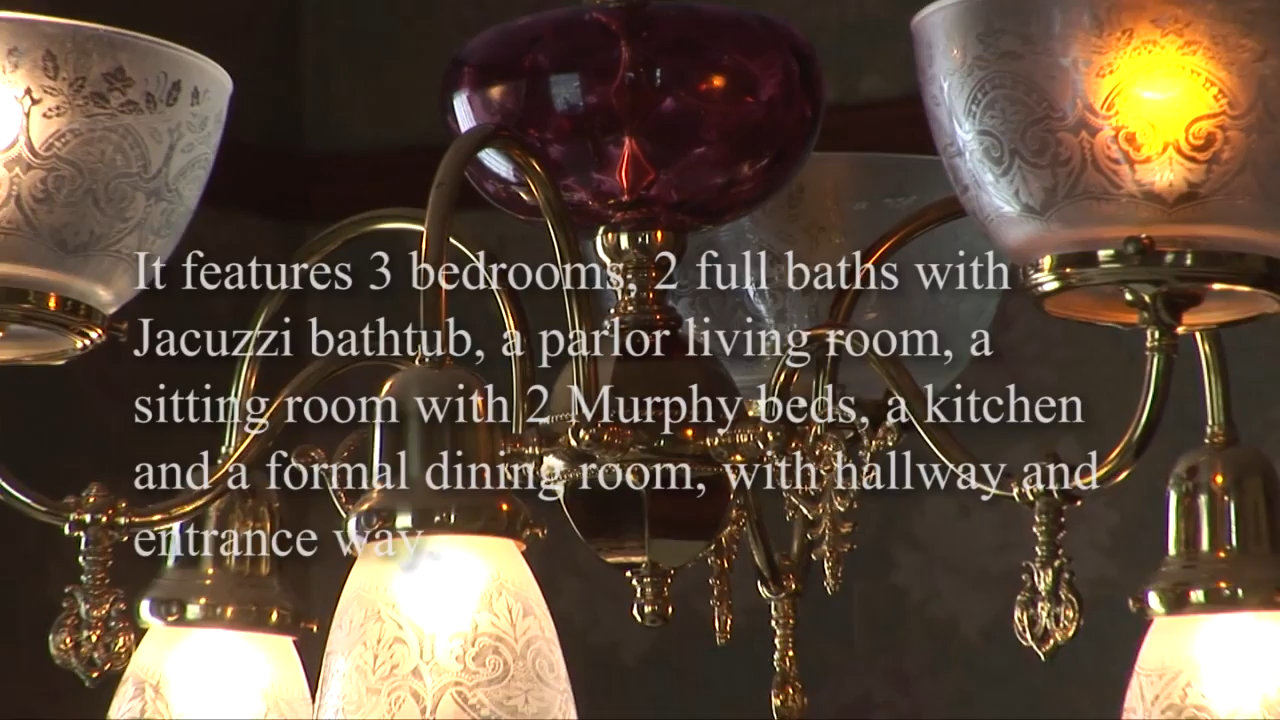 It features 3 bedrooms, 2 full baths with
Jacuzzi bathtub, a parlor living room, a
sitting room with 2 Murphy beds, a kitchen
and a formal dining room, with hallway and
entrance way.